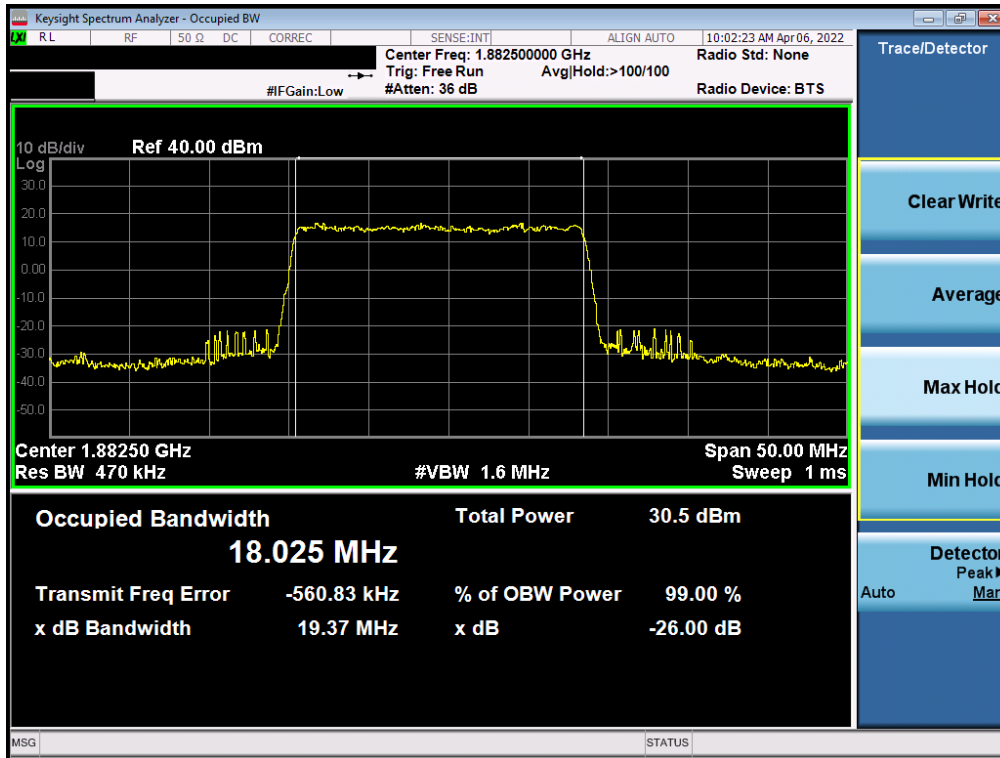 Keysight Spectrum Analyzer - Occupied BW
LXI RL RF 50 Ω DC CORREC SENSE:INT ALIGN AUTO 10:02:23 AM Apr 06, 2022
Center Freq: 1.882500000 GHz Radio Std: None
Trig: Free Run Avg|Hold:>100/100
#IFGain:Low #Atten: 36 dB Radio Device: BTS
Trace/Detector
10 dB/div Ref 40.00 dBm
Log
30.0
20.0
10.0
0.00
-10.0
-20.0
-30.0
-40.0
-50.0
Center 1.88250 GHz Span 50.00 MHz
Res BW 470 kHz #VBW 1.6 MHz Sweep 1 ms
Occupied Bandwidth Total Power 30.5 dBm
18.025 MHz
Transmit Freq Error -560.83 kHz % of OBW Power 99.00 %
x dB Bandwidth 19.37 MHz x dB -26.00 dB
Clear Write
Average
Max Hold
Min Hold
Detector
Peak
Auto Man
MSG STATUS